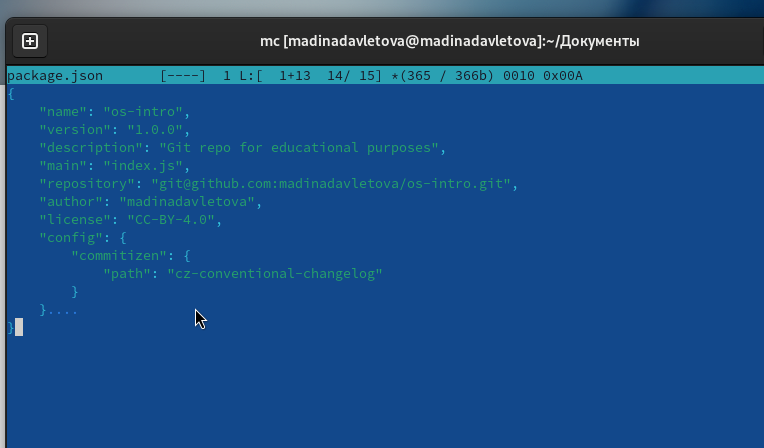 mc [madinadavletova@madinadavletova]:~/Документы
package.json       [----]  1 L:[  1+13  14/ 15] *(365 / 366b) 0010 0x00A
{
    "name": "os-intro",
    "version": "1.0.0",
    "description": "Git repo for educational purposes",
    "main": "index.js",
    "repository": "git@github.com:madinadavletova/os-intro.git",
    "author": "madinadavletova",
    "license": "CC-BY-4.0",
    "config": {
        "commitizen": {
            "path": "cz-conventional-changelog"
        }
    }....
}